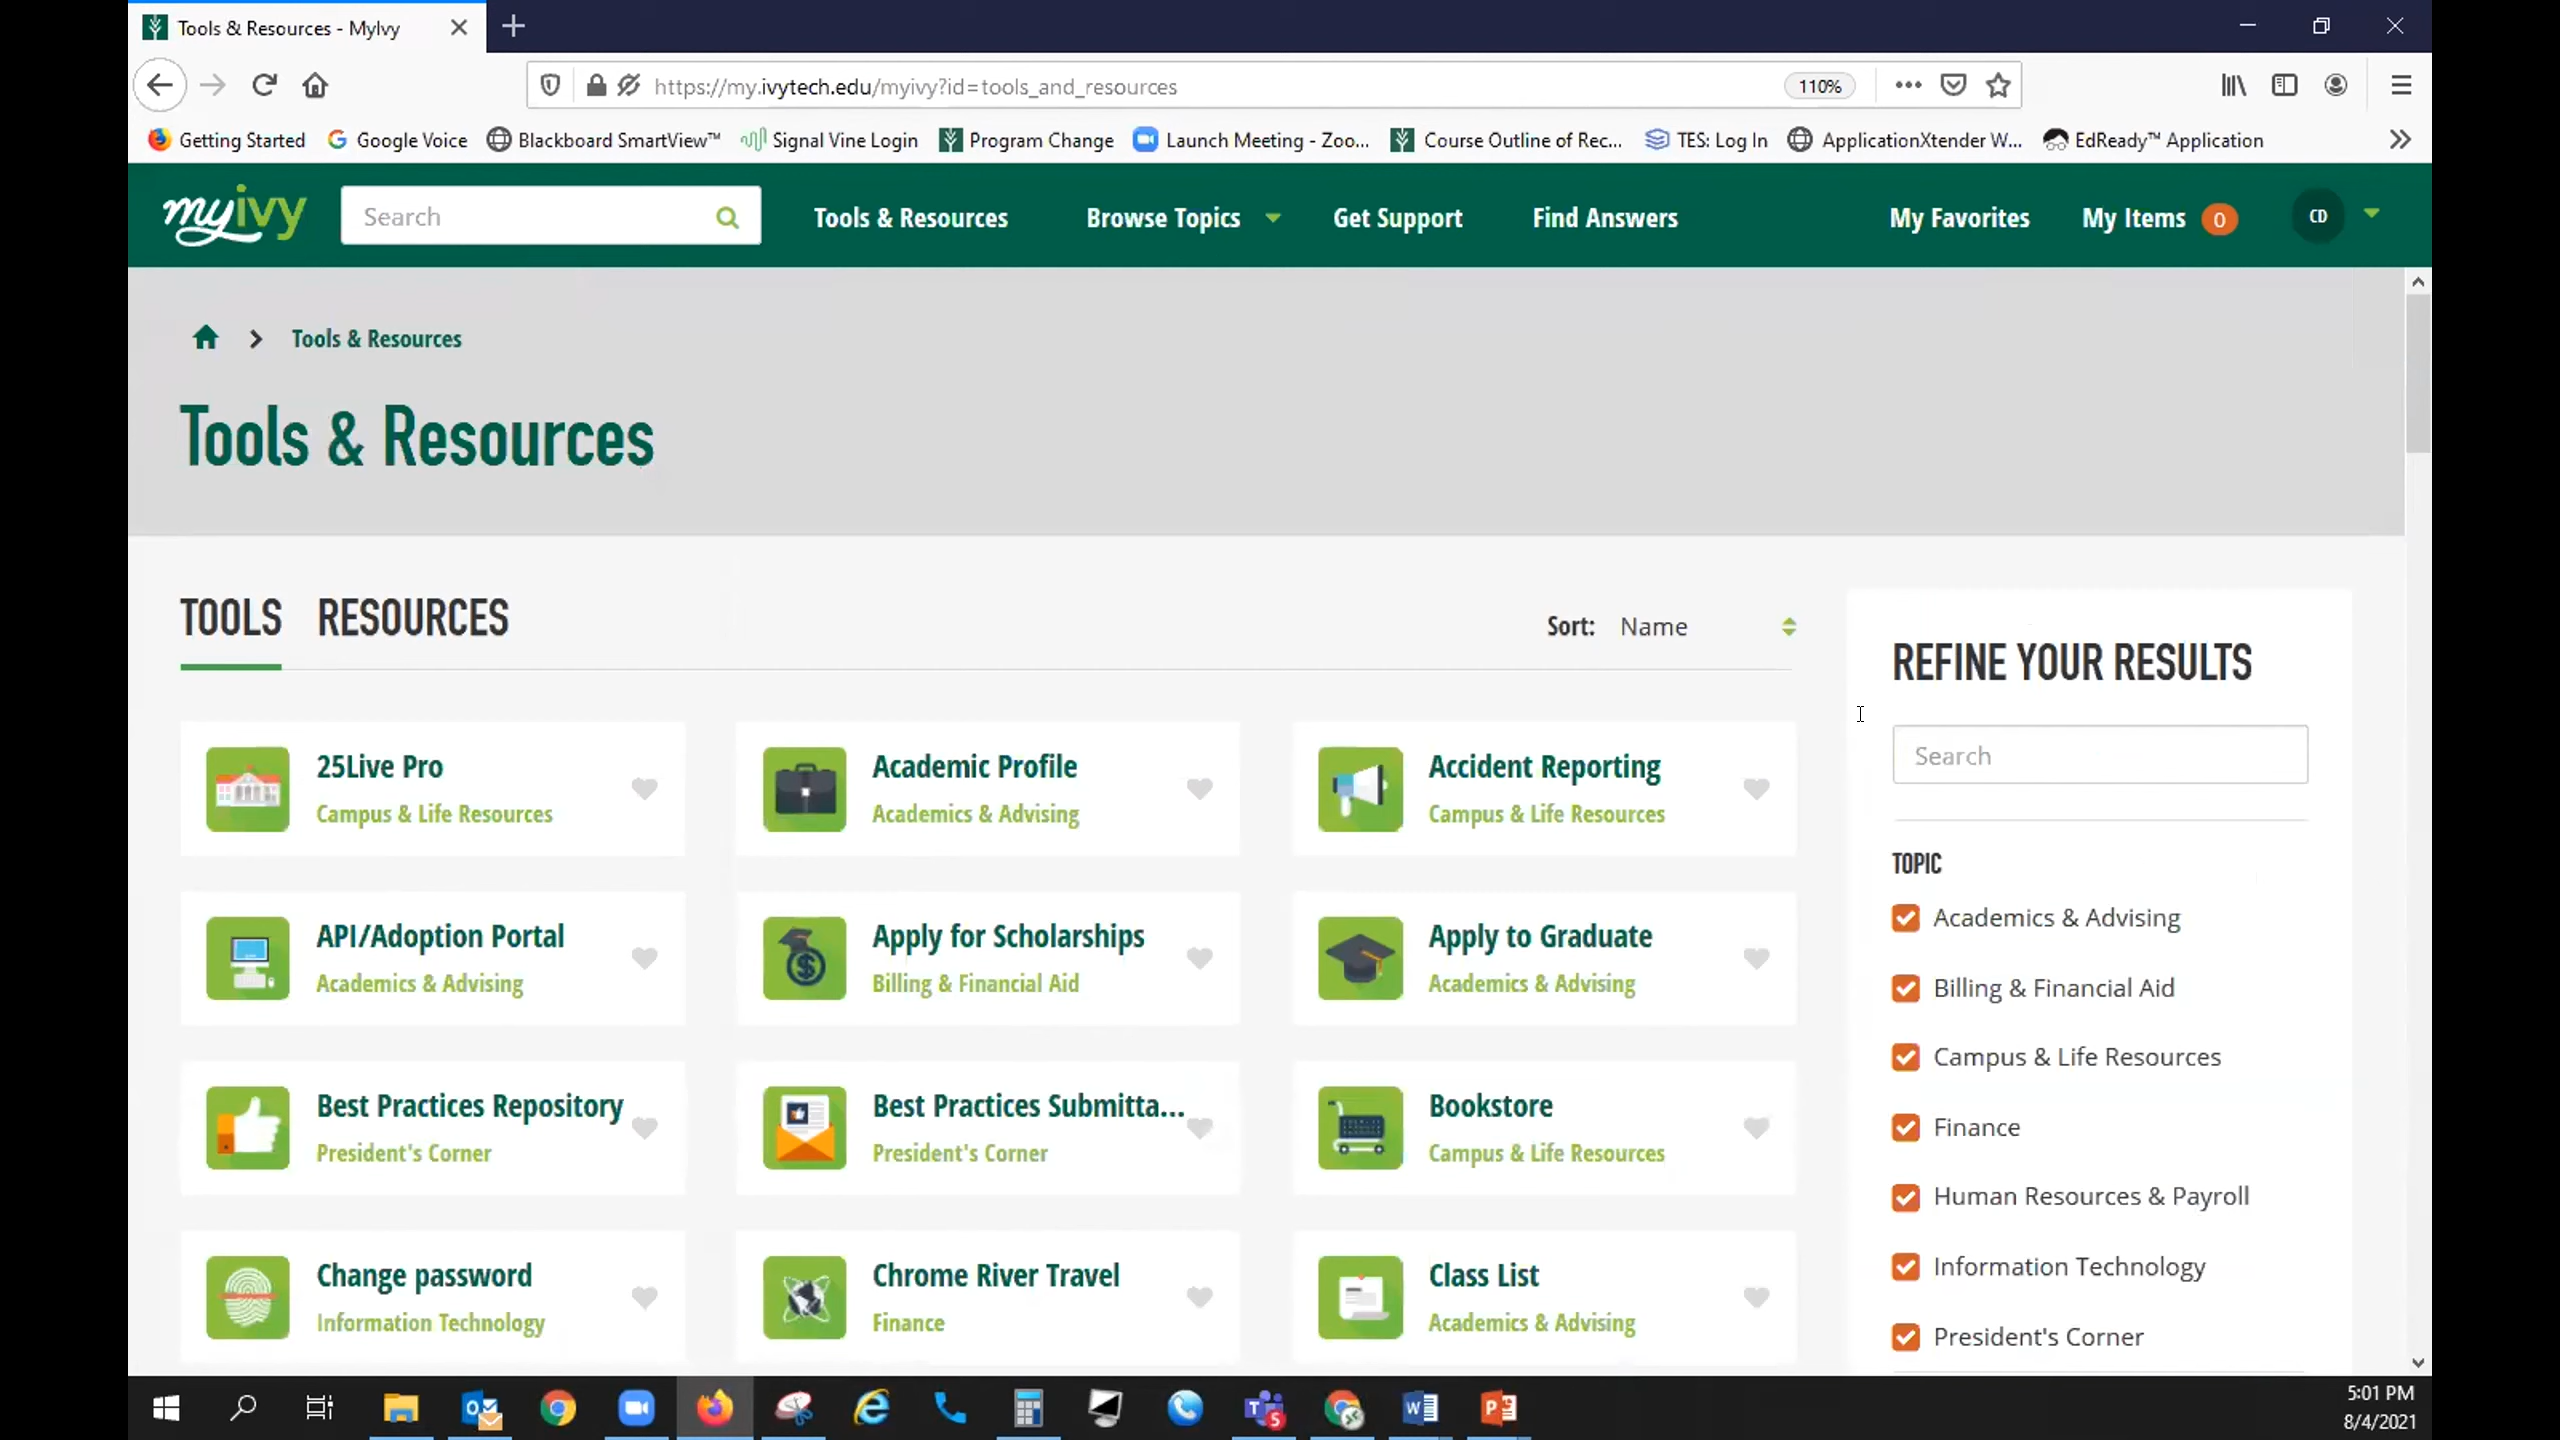 Tools & Resources - MyIvy
https://my.ivytech.edu/myivy?id=tools_and_resources
110%
Getting Started
Google Voice
Blackboard SmartView™
Signal Vine Login
Program Change
Launch Meeting - Zoo...
Course Outline of Rec...
TES: Log In
ApplicationXtender W...
EdReady™ Application
myivy
Search
Tools & Resources
Browse Topics
Get Support
Find Answers
My Favorites
My Items
0
CD
Tools & Resources
Tools & Resources
TOOLS
RESOURCES
Sort:
Name
25Live Pro
Campus & Life Resources
Academic Profile
Academics & Advising
Accident Reporting
Campus & Life Resources
API/Adoption Portal
Academics & Advising
Apply for Scholarships
Billing & Financial Aid
Apply to Graduate
Academics & Advising
Best Practices Repository
President's Corner
Best Practices Submitta...
President's Corner
Bookstore
Campus & Life Resources
Change password
Information Technology
Chrome River Travel
Finance
Class List
Academics & Advising
REFINE YOUR RESULTS
Search
TOPIC
Academics & Advising
Billing & Financial Aid
Campus & Life Resources
Finance
Human Resources & Payroll
Information Technology
President's Corner
5:01 PM
8/4/2021